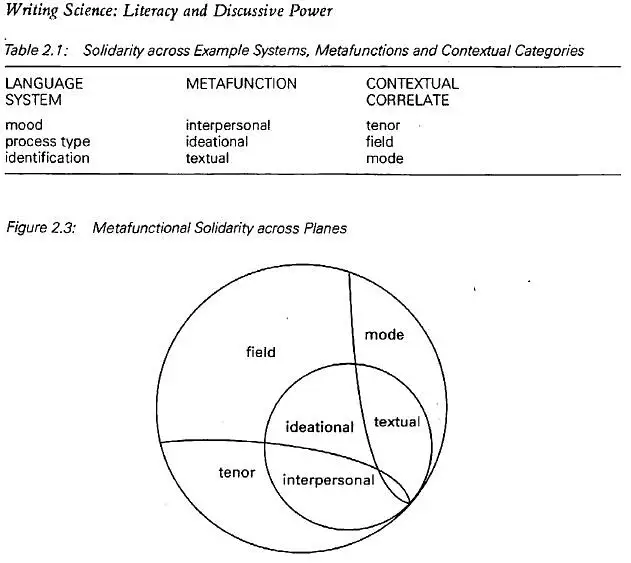 Writing Science: Literacy and Discussive Power
Table 2.1: Solidarity across Example Systems, Metafunctions and Contextual Categories
LANGUAGE SYSTEM METAFUNCTION CONTEXTUAL CORRELATE
mood interpersonal tenor
process type ideational field
identification textual mode
Figure 2.3: Metafunctional Solidarity across Planes
mode
field
ideational textual
tenor interpersonal